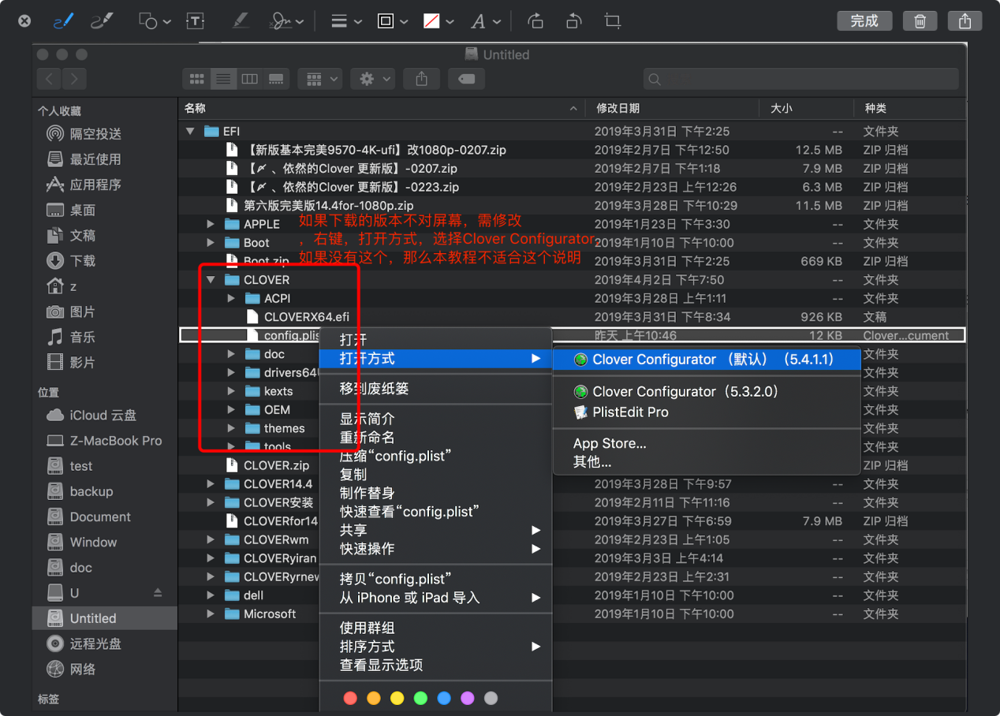 T
A
完成
Untitled
个人收藏
隔空投送
最近使用
应用程序
桌面
文稿
下载
z
图片
音乐
影片
位置
iCloud 云盘
Z-MacBook Pro
test
backup
Document
Window
doc
U
Untitled
远程光盘
网络
标签
名称 修改日期 大小 种类
EFI 2019年3月31日 下午2:25 -- 文件夹
【新版基本完美9570-4K-ufi】改1080p-0207.zip 2019年2月7日 下午12:50 12.5 MB ZIP 归档
【〆、依然的Clover 更新版】-0207.zip 2019年2月7日 下午1:18 7.9 MB ZIP 归档
【〆、依然的Clover 更新版】-0223.zip 2019年2月23日 上午12:26 6.3 MB ZIP 归档
第六版完美版14.4for-1080p.zip 2019年3月28日 下午10:29 11.5 MB ZIP 归档
APPLE 2019年1月23日 下午3:30 -- 文件夹
Boot 2019年1月10日 下午10:00 -- 文件夹
Boot.zip 2019年3月31日 下午2:25 669 KB ZIP 归档
如果下载的版本不对屏幕，需修改
，右键，打开方式，选择Clover Configurator
如果没有这个，那么本教程不适合这个说明
CLOVER 2019年4月2日 下午7:50 -- 文件夹
ACPI 2019年3月28日 上午1:11 -- 文件夹
CLOVERX64.efi 2019年3月31日 下午8:34 926 KB 文稿
config.plis 昨天 上午10:46 12 KB Clover...cument
doc 文件夹
drivers64 文件夹
kexts 文件夹
OEM 文件夹
themes 文件夹
tools 文件夹
CLOVER.zip ZIP 归档
CLOVER14.4 2019年3月28日 下午9:57 -- 文件夹
CLOVER安装 2019年2月11日 下午11:16 -- 文件夹
CLOVERfor14 2019年3月27日 下午6:59 7.9 MB ZIP 归档
CLOVERwm 2019年2月23日 上午1:05 -- 文件夹
CLOVERyiran 2019年3月3日 上午4:14 -- 文件夹
CLOVERyrnew 2019年2月23日 上午2:31 -- 文件夹
dell 2019年1月10日 下午10:00 -- 文件夹
Microsoft 2019年1月10日 下午10:00 -- 文件夹
打开
打开方式
移到废纸篓
显示简介
重新命名
压缩“config.plist”
复制
制作替身
快速查看“config.plist”
共享
快速操作
拷贝“config.plist”
从 iPhone 或 iPad 导入
使用群组
排序方式
查看显示选项
Clover Configurator （默认）（5.4.1.1）
Clover Configurator（5.3.2.0）
PlistEdit Pro
App Store...
其他...